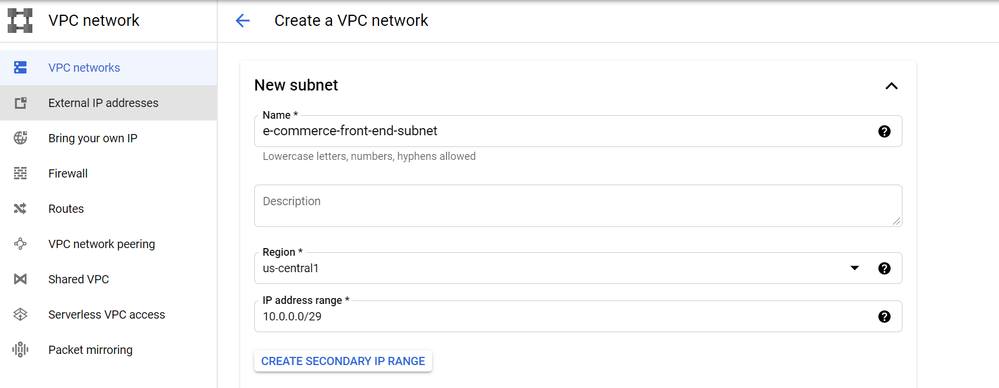 VPC network
Create a VPC network
VPC networks
External IP addresses
Bring your own IP
Firewall
Routes
VPC network peering
Shared VPC
Serverless VPC access
Packet mirroring
New subnet
Name *
e-commerce-front-end-subnet
Lowercase letters, numbers, hyphens allowed
Description
Region *
us-central1
IP address range *
10.0.0.0/29
CREATE SECONDARY IP RANGE